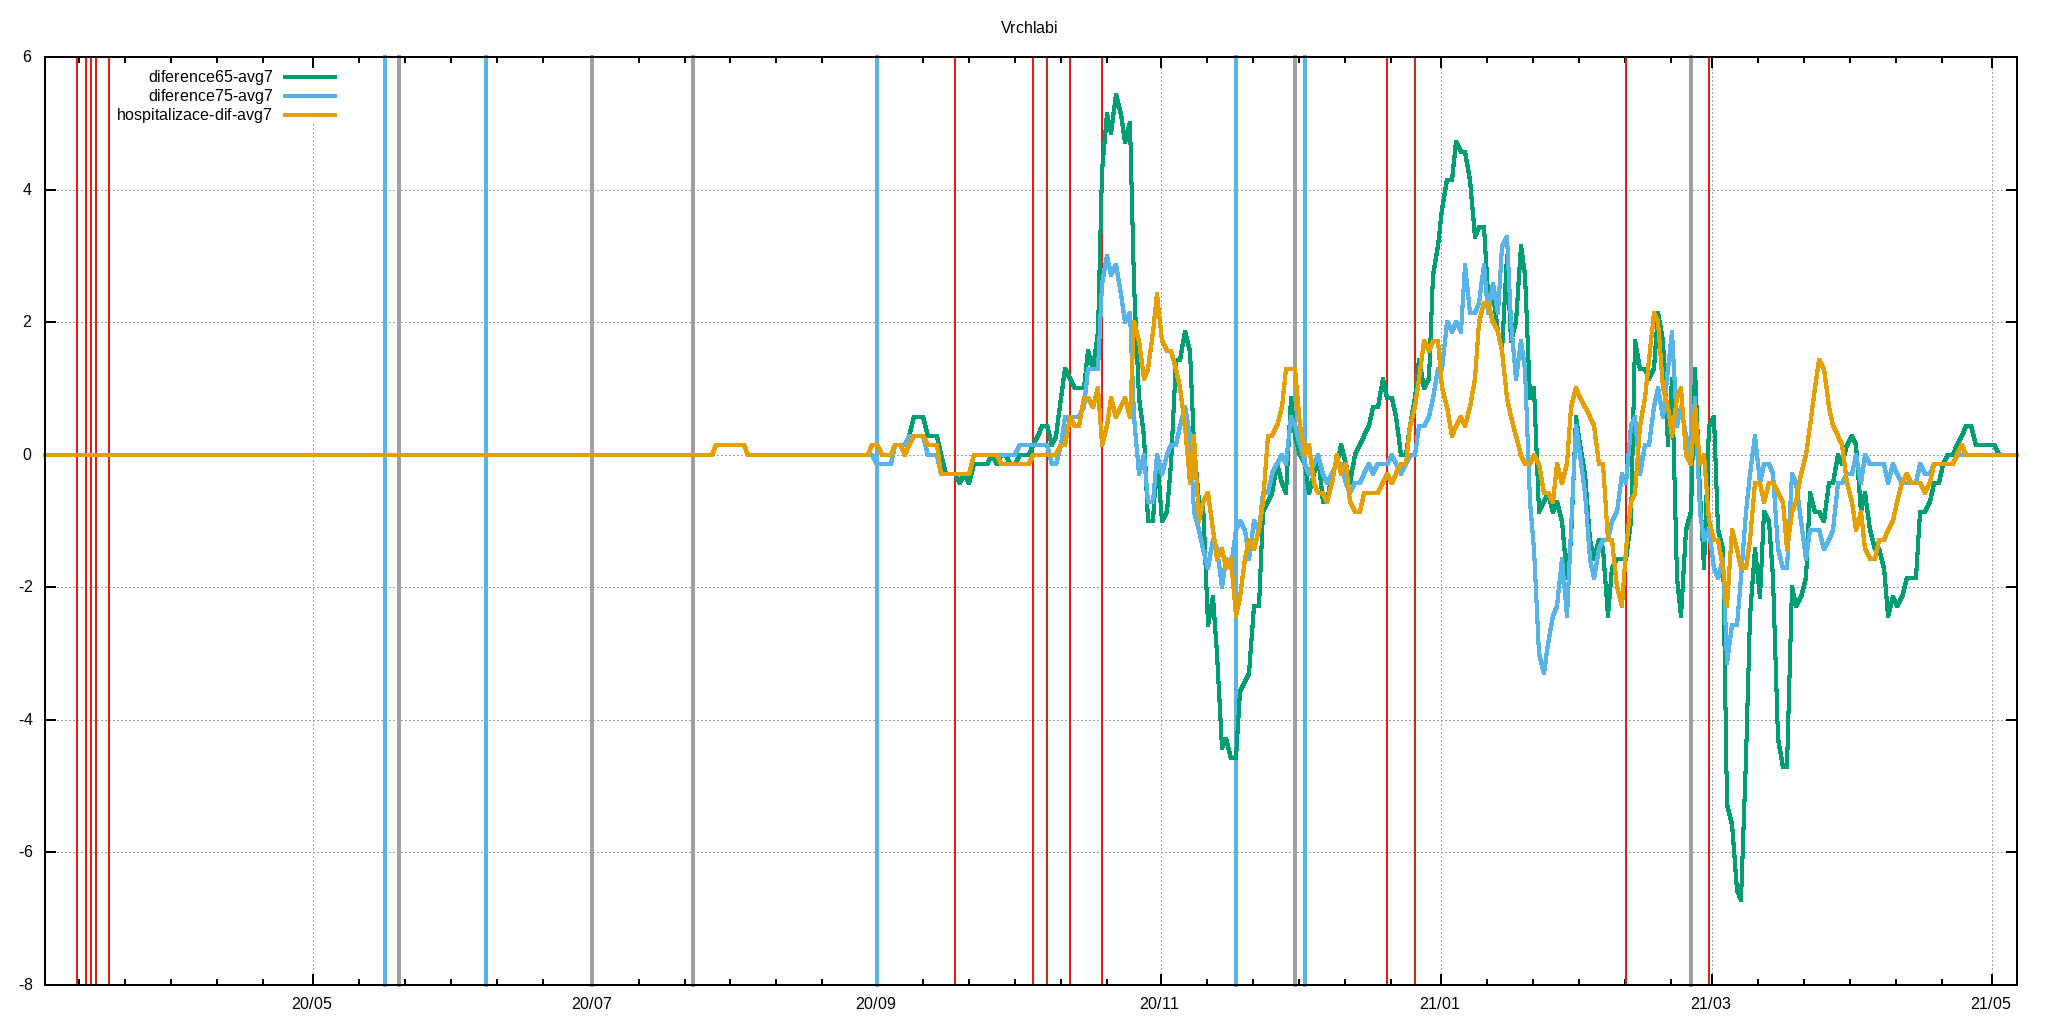 Vrchlabi
6
diference65-avg7
diference75-avg7
hospitalizace-dif-avg7
4
2
0
-2
-4
-6
-8
20/05 20/07 20/09 20/11 21/01 21/03 21/05